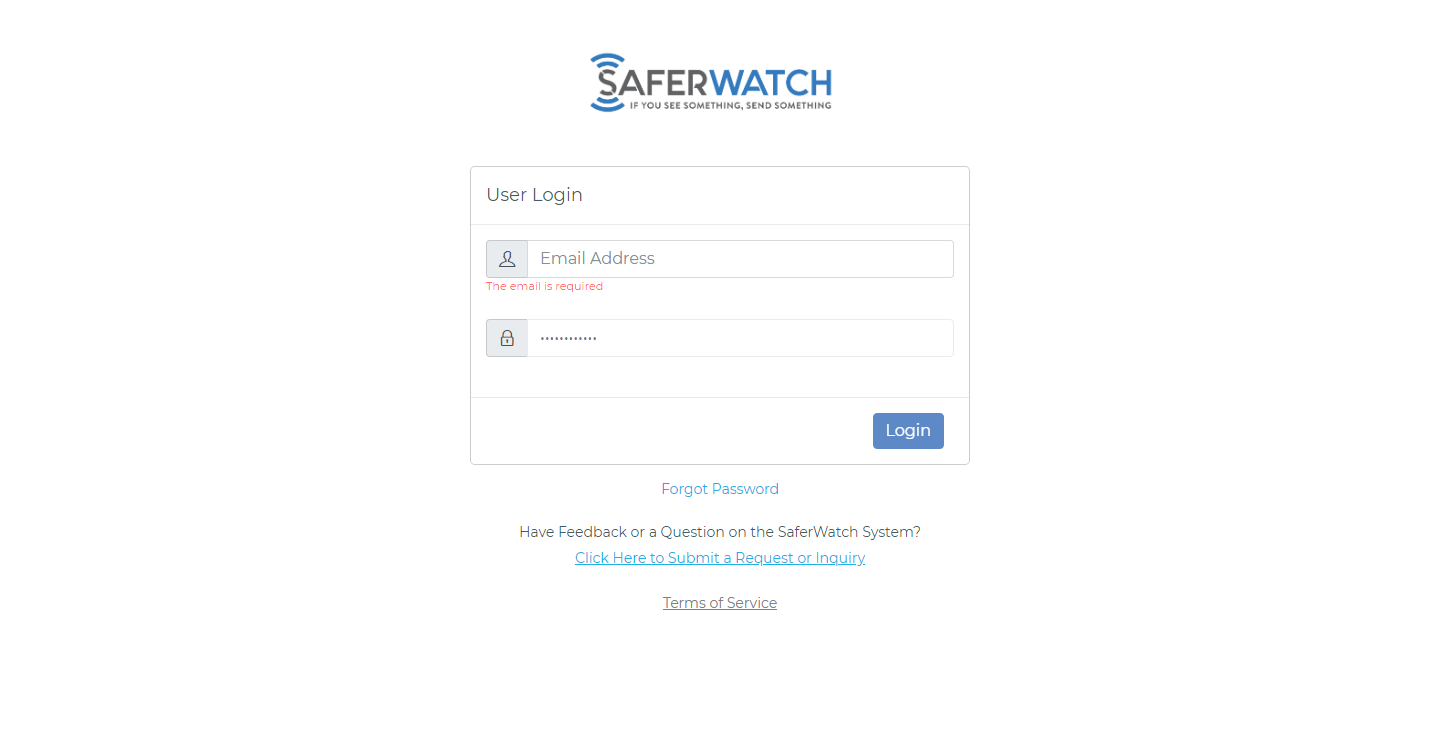 SAFERWATCH
IF YOU SEE SOMETHING, SEND SOMETHING
User Login
Email Address
The email is required
••••••••••••
Login
Forgot Password
Have Feedback or a Question on the SaferWatch System?
Click Here to Submit a Request or Inquiry
Terms of Service